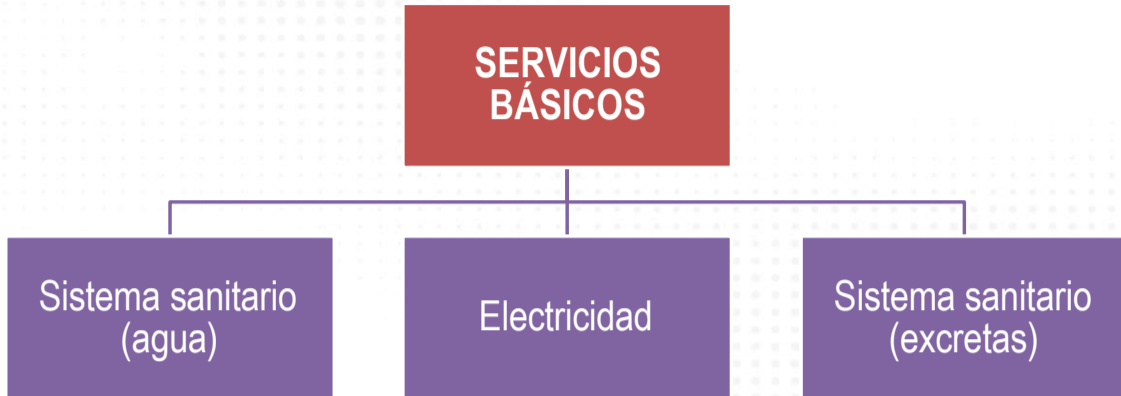 SERVICIOS
BÁSICOS
Sistema sanitario
(agua)
Electricidad
Sistema sanitario
(excretas)